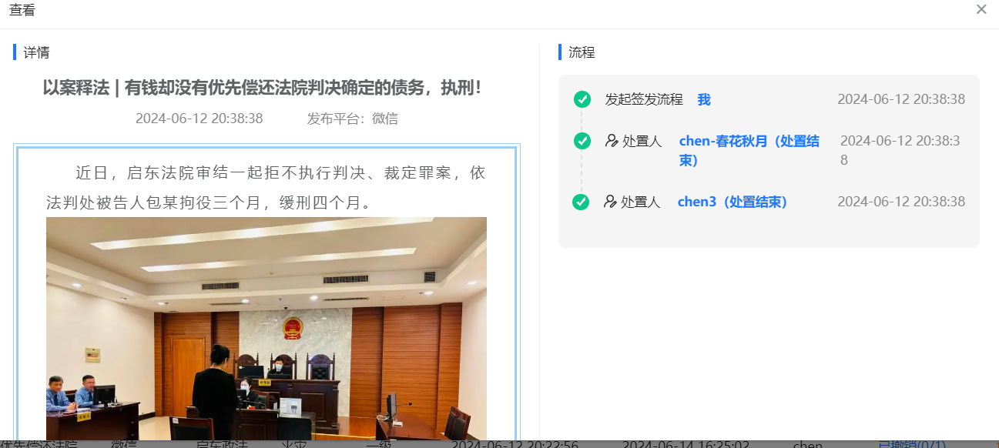 查看
详情
以案释法 | 有钱却没有优先偿还法院判决确定的债务，执刑！
2024-06-12 20:38:38 发布平台：微信
近日，启东法院审结一起拒不执行判决、裁定罪案，依
法判处被告人包某拘役三个月，缓刑四个月。
流程
发起签发流程 我 2024-06-12 20:38:38
处置人 chen-春花秋月（处置结 2024-06-12 20:38:3
束） 8
处置人 chen3（处置结束） 2024-06-12 20:38:38
优先偿还法院 微信 启东政法 火灾 一级 2024-06-12 20:22:56 2024-06-14 16:25:02 chen 已撤销(0/1)